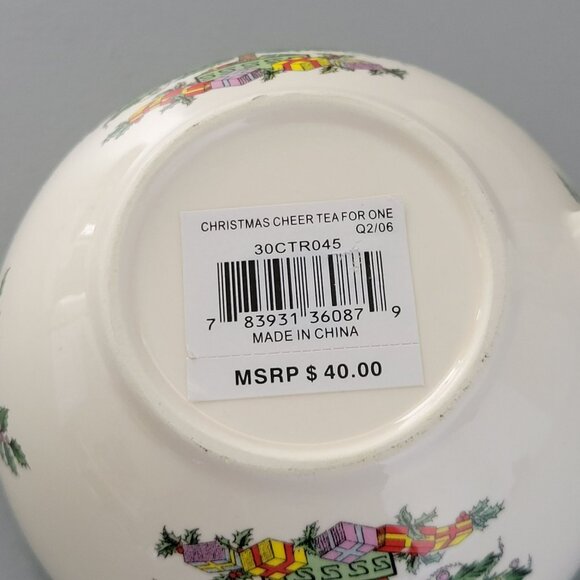 CHRISTMAS CHEER TEA FOR ONE
Q2/06
30CTR045
7 83931 36087 9
MADE IN CHINA
MSRP $ 40.00